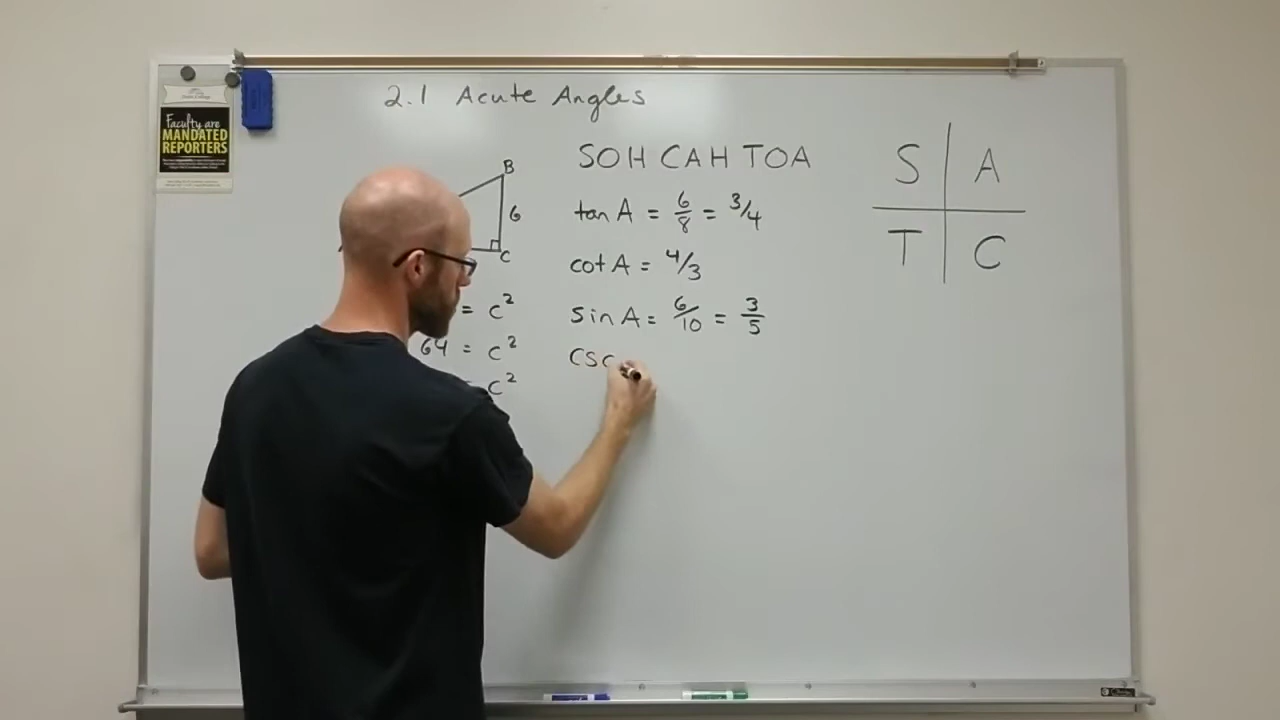 2.1 Acute Angles
Faculty are
MANDATED
REPORTERS
SOH CAH TOA
S A
T C
B
6
C
tan A = 6/8 = 3/4
cot A = 4/3
sin A = 6/10 = 3/5
csc
= c²
64 = c²
= c²